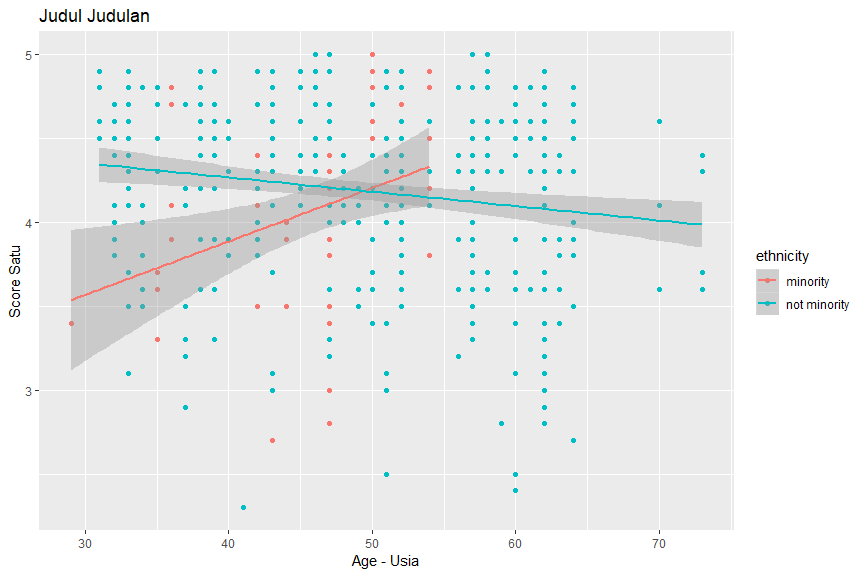 Judul Judulan
5
4
3
Score Satu
30 40 50 60 70
Age - Usia
ethnicity
minority
not minority